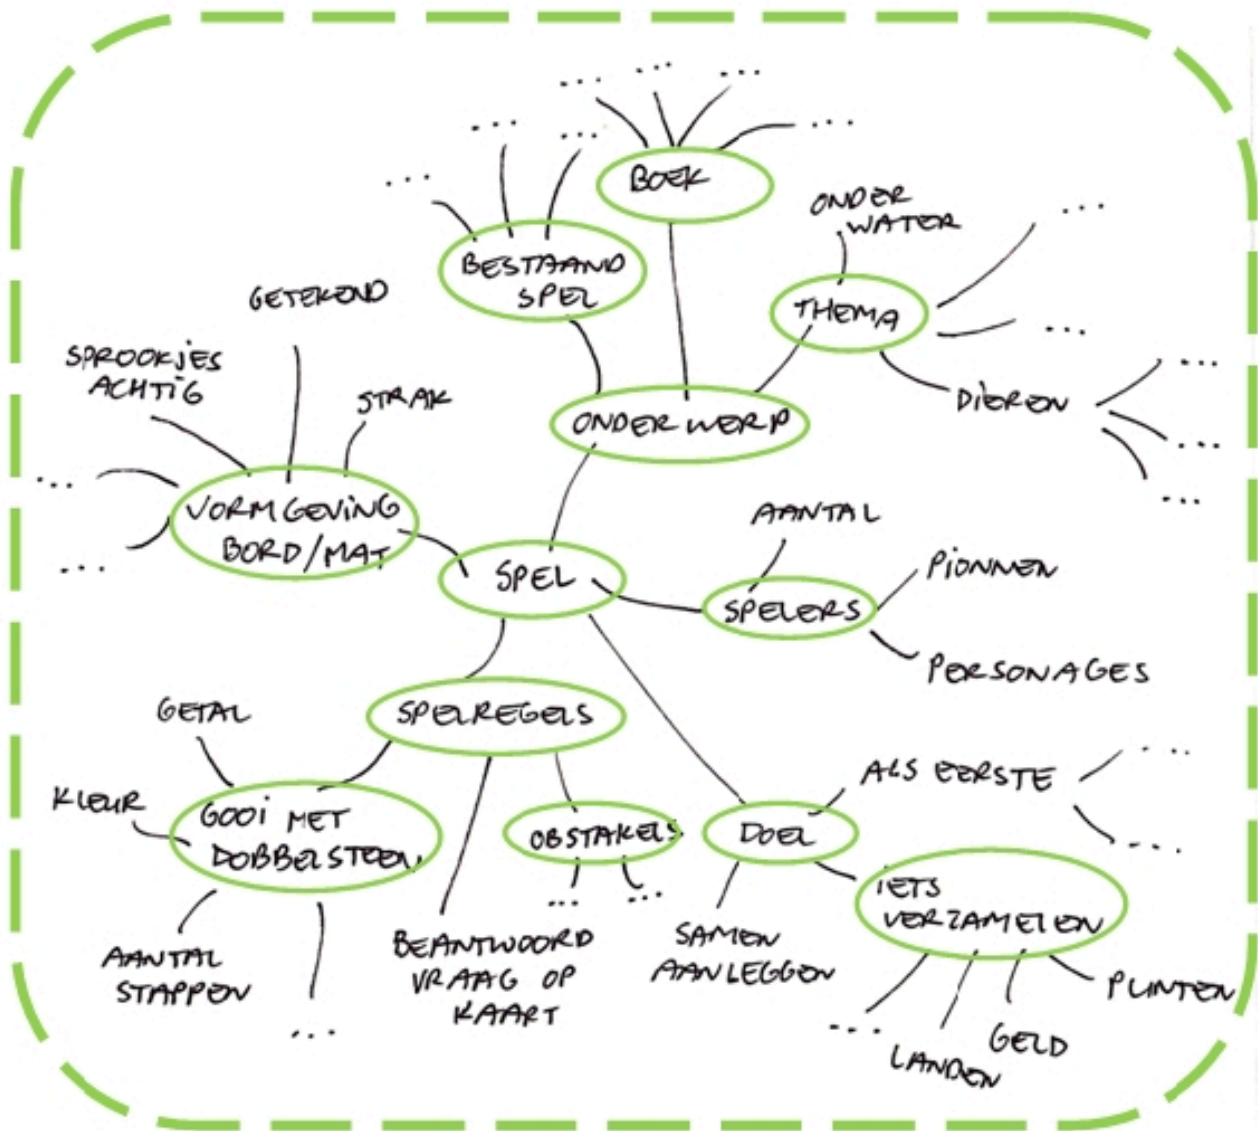 ...
...
...
...
...
BOEK
...
...
ONDER
WATER
...
BESTAAND
SPEL
THEMA
...
GETEKEND
SPROOKJES
ACHTIG
STRAK
...
DIEREN
...
...
ONDERWERP
...
VORMGEVING
BORD/MAT
...
AANTAL
SPEL
SPELERS
PIONNEN
PERSONAGES
GETAL
SPELREGELS
KLEUR
GOOI MET
DOBBELSTEEN
OBSTAKELS
...
...
DOEL
ALS EERSTE
...
...
IETS
VERZAMELEN
AANTAL
STAPPEN
...
BEANTWOORD
VRAAG OP
KAART
SAMEN
AANLEGGEN
...
LANDEN
GELD
PUNTEN